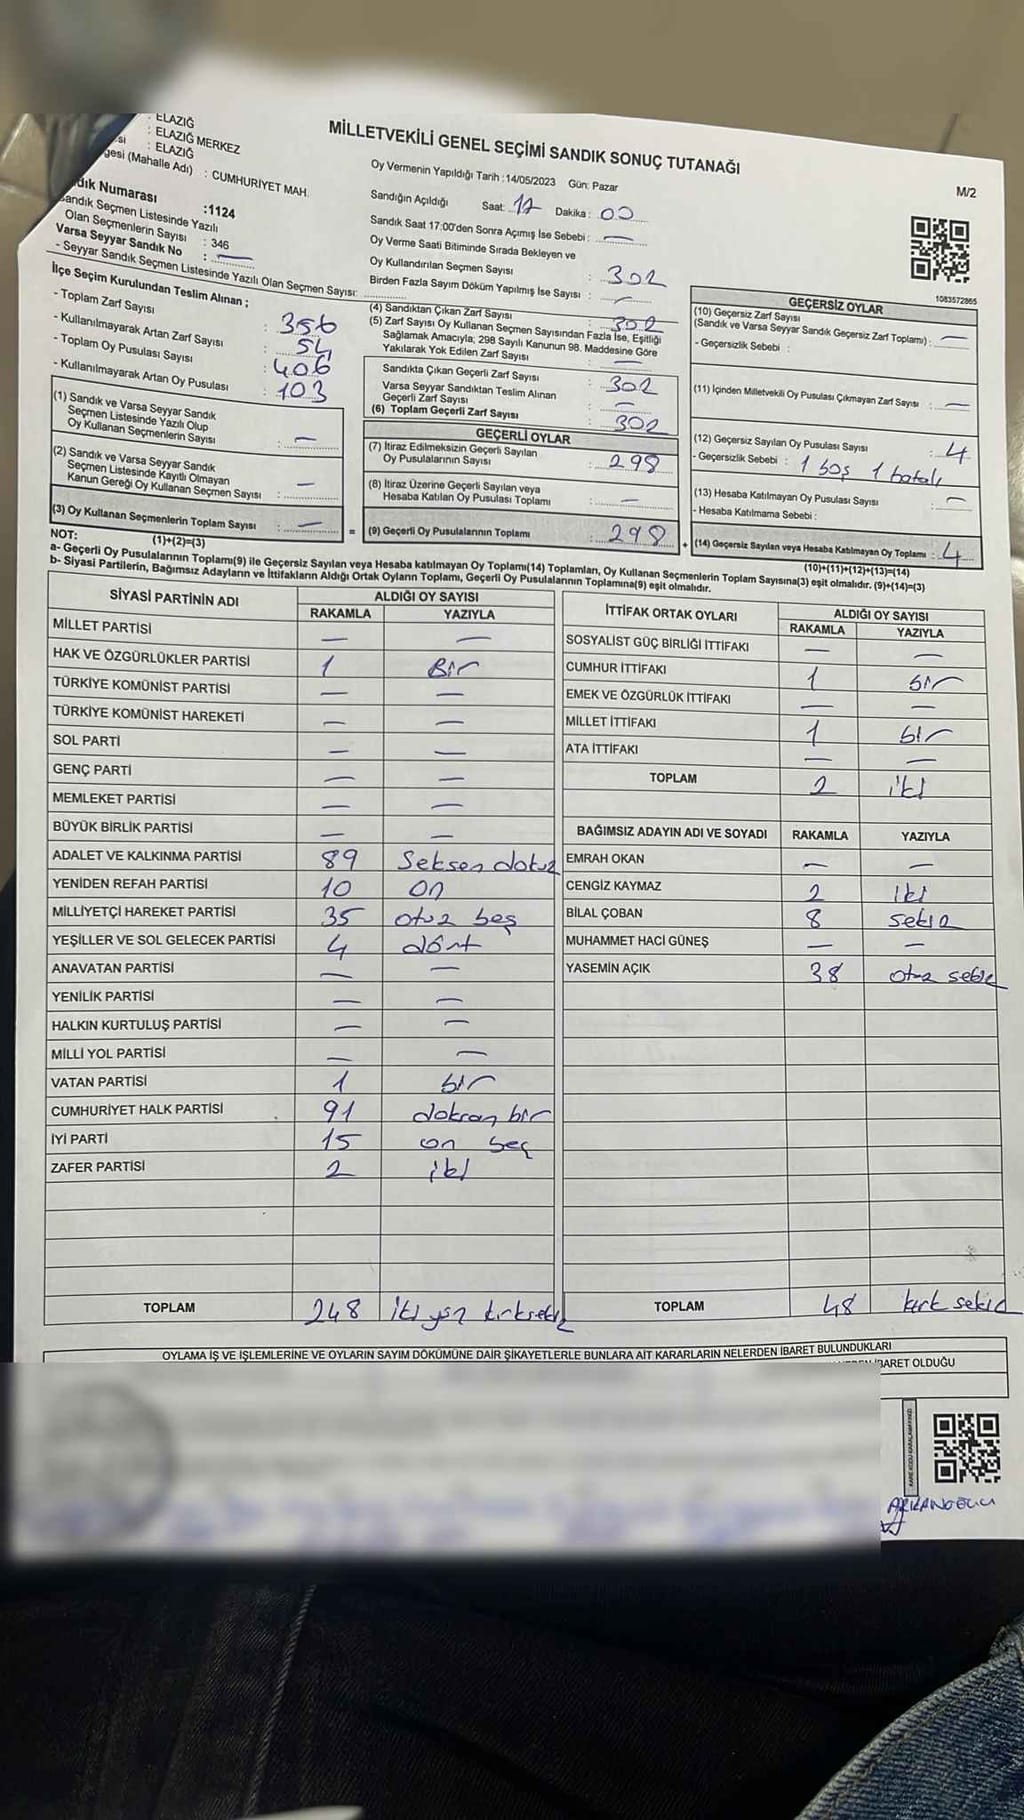 ELAZIĞ
: ELAZIĞ MERKEZ
: ELAZIĞ
gesi (Mahalle Adı) : CUMHURİYET MAH.
MİLLETVEKİLİ GENEL SEÇİMİ SANDIK SONUÇ TUTANAĞI
M/2
Oy Vermenin Yapıldığı Tarih :14/05/2023 Gün: Pazar
Sandığın Açıldığı Saat: 17 Dakika : 00
Sandık Saat 17:00'den Sonra Açımış İse Sebebi : —
Oy Verme Saati Bitiminde Sırada Bekleyen ve
Oy Kullandırılan Seçmen Sayısı : 302
Birden Fazla Sayım Döküm Yapılmış İse Sayısı : —
dık Numarası :1124
Sandık Seçmen Listesinde Yazılı
Olan Seçmenlerin Sayısı : 346
Varsa Seyyar Sandık No : —
- Seyyar Sandık Seçmen Listesinde Yazılı Olan Seçmen Sayısı:
İlçe Seçim Kurulundan Teslim Alınan ;
- Toplam Zarf Sayısı : 356
- Kullanılmayarak Artan Zarf Sayısı : 54
- Toplam Oy Pusulası Sayısı : 406
- Kullanılmayarak Artan Oy Pusulası : 103
(1) Sandık ve Varsa Seyyar Sandık
Seçmen Listesinde Yazılı Olup
Oy Kullanan Seçmenlerin Sayısı : —
(2) Sandık ve Varsa Seyyar Sandık
Seçmen Listesinde Kayıtlı Olmayan
Kanun Gereği Oy Kullanan Seçmen Sayısı : —
(3) Oy Kullanan Seçmenlerin Toplam Sayısı : —
(1)+(2)=(3)
(4) Sandıktan Çıkan Zarf Sayısı : 302
(5) Zarf Sayısı Oy Kullanan Seçmen Sayısından Fazla İse, Eşitliği
Sağlamak Amacıyla; 298 Sayılı Kanunun 98. Maddesine Göre
Yakılarak Yok Edilen Zarf Sayısı : —
Sandıkta Çıkan Geçerli Zarf Sayısı : 302
Varsa Seyyar Sandıktan Teslim Alınan
Geçerli Zarf Sayısı : —
(6) Toplam Geçerli Zarf Sayısı : 302
GEÇERLİ OYLAR
(7) İtiraz Edilmeksizin Geçerli Sayılan
Oy Pusulalarının Sayısı : 298
(8) İtiraz Üzerine Geçerli Sayılan veya
Hesaba Katılan Oy Pusulası Toplamı : —
= (9) Geçerli Oy Pusulalarının Toplamı : 298 +
1083572865
GEÇERSİZ OYLAR
(10) Geçersiz Zarf Sayısı
(Sandık ve Varsa Seyyar Sandık Geçersiz Zarf Toplamı) : —
- Geçersizlik Sebebi :
(11) İçinden Milletvekili Oy Pusulası Çıkmayan Zarf Sayısı : —
(12) Geçersiz Sayılan Oy Pusulası Sayısı : 4
- Geçersizlik Sebebi : 1 boş 1 hatalı
(13) Hesaba Katılmayan Oy Pusulası Sayısı : —
- Hesaba Katılmama Sebebi :
(14) Geçersiz Sayılan veya Hesaba Katılmayan Oy Toplamı : 4
(10)+(11)+(12)+(13)=(14)
NOT:
a- Geçerli Oy Pusulalarının Toplamı(9) ile Geçersiz Sayılan veya Hesaba katılmayan Oy Toplamı(14) Toplamları, Oy Kullanan Seçmenlerin Toplam Sayısına(3) eşit olmalıdır. (9)+(14)=(3)
b- Siyasi Partilerin, Bağımsız Adayların ve İttifakların Aldığı Ortak Oyların Toplamı, Geçerli Oy Pusulalarının Toplamına(9) eşit olmalıdır.
SİYASİ PARTİNİN ADI ALDIĞI OY SAYISI
RAKAMLA YAZIYLA
MİLLET PARTİSİ — —
HAK VE ÖZGÜRLÜKLER PARTİSİ 1 Bir
TÜRKİYE KOMÜNİST PARTİSİ — —
TÜRKİYE KOMÜNİST HAREKETİ — —
SOL PARTİ — —
GENÇ PARTİ — —
MEMLEKET PARTİSİ — —
BÜYÜK BİRLİK PARTİSİ — —
ADALET VE KALKINMA PARTİSİ 89 Seksen dokuz
YENİDEN REFAH PARTİSİ 10 on
MİLLİYETÇİ HAREKET PARTİSİ 35 otuz beş
YEŞİLLER VE SOL GELECEK PARTİSİ 4 dört
ANAVATAN PARTİSİ — —
YENİLİK PARTİSİ — —
HALKIN KURTULUŞ PARTİSİ — —
MİLLİ YOL PARTİSİ — —
VATAN PARTİSİ 1 bir
CUMHURİYET HALK PARTİSİ 91 doksan bir
İYİ PARTİ 15 on beş
ZAFER PARTİSİ 2 iki
TOPLAM 248 İki yüz kırksekiz
İTTİFAK ORTAK OYLARI ALDIĞI OY SAYISI
RAKAMLA YAZIYLA
SOSYALİST GÜÇ BİRLİĞİ İTTİFAKI — —
CUMHUR İTTİFAKI 1 bir
EMEK VE ÖZGÜRLÜK İTTİFAKI — —
MİLLET İTTİFAKI 1 bir
ATA İTTİFAKI — —
TOPLAM 2 iki
BAĞIMSIZ ADAYIN ADI VE SOYADI RAKAMLA YAZIYLA
EMRAH OKAN — —
CENGİZ KAYMAZ 2 iki
BİLAL ÇOBAN 8 sekiz
MUHAMMET HACİ GÜNEŞ — —
YASEMİN AÇIK 38 otuz sekiz
TOPLAM 48 kırk sekiz
OYLAMA İŞ VE İŞLEMLERİNE VE OYLARIN SAYIM DÖKÜMÜNE DAİR ŞİKAYETLERLE BUNLARA AİT KARARLARIN NELERDEN İBARET BULUNDUKLARI
İBARET OLDUĞU